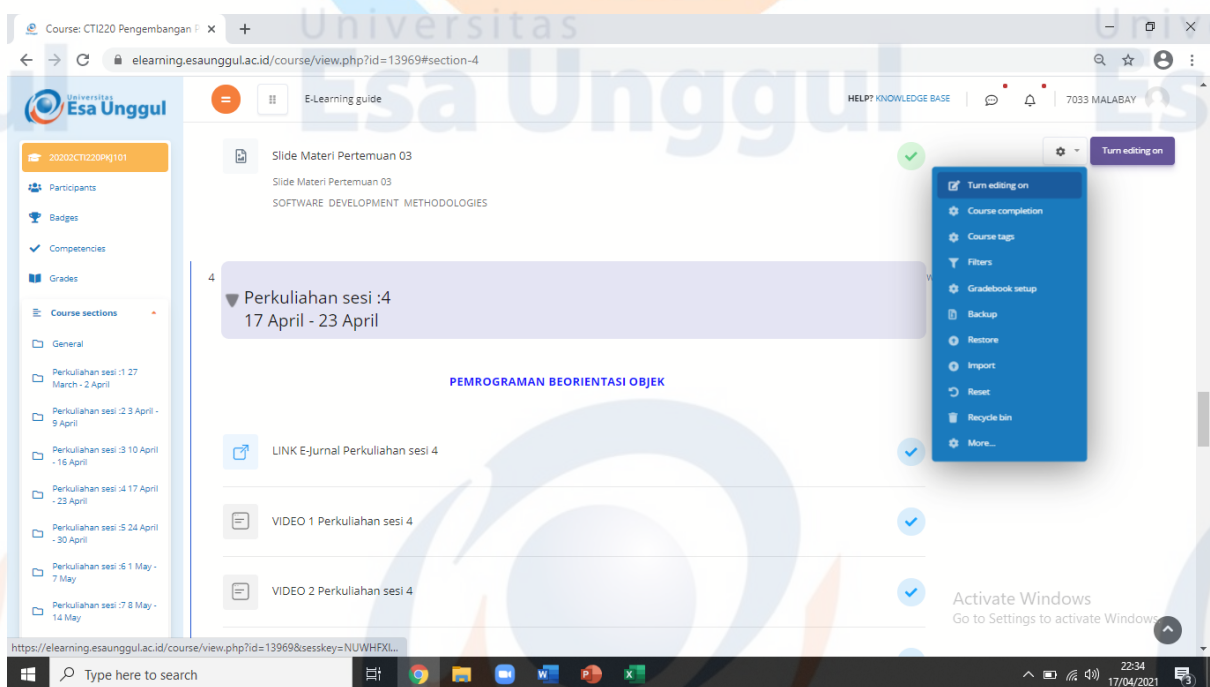 Universitas
Esa Unggul
Course: CTI220 Pengembangan P
elearning.esaunggul.ac.id/course/view.php?id=13969#section-4
Universitas
Esa Unggul
E-Learning guide
HELP? KNOWLEDGE BASE
7033 MALABAY
20202CTI220PKJ101
Participants
Badges
Competencies
Grades
Course sections
General
Perkuliahan sesi :1 27
March - 2 April
Perkuliahan sesi :2 3 April -
9 April
Perkuliahan sesi :3 10 April
- 16 April
Perkuliahan sesi :4 17 April
- 23 April
Perkuliahan sesi :5 24 April
- 30 April
Perkuliahan sesi :6 1 May -
7 May
Perkuliahan sesi :7 8 May -
14 May
Slide Materi Pertemuan 03
Slide Materi Pertemuan 03
SOFTWARE DEVELOPMENT METHODOLOGIES
4
Perkuliahan sesi :4
17 April - 23 April
PEMROGRAMAN BEORIENTASI OBJEK
LINK E-Jurnal Perkuliahan sesi 4
VIDEO 1 Perkuliahan sesi 4
VIDEO 2 Perkuliahan sesi 4
Turn editing on
Turn editing on
Course completion
Course tags
Filters
Gradebook setup
Backup
Restore
Import
Reset
Recycle bin
More...
Activate Windows
Go to Settings to activate Windows.
https://elearning.esaunggul.ac.id/course/view.php?id=13969&sesskey=NUWHFXI...
Type here to search
22:34
17/04/2021
3